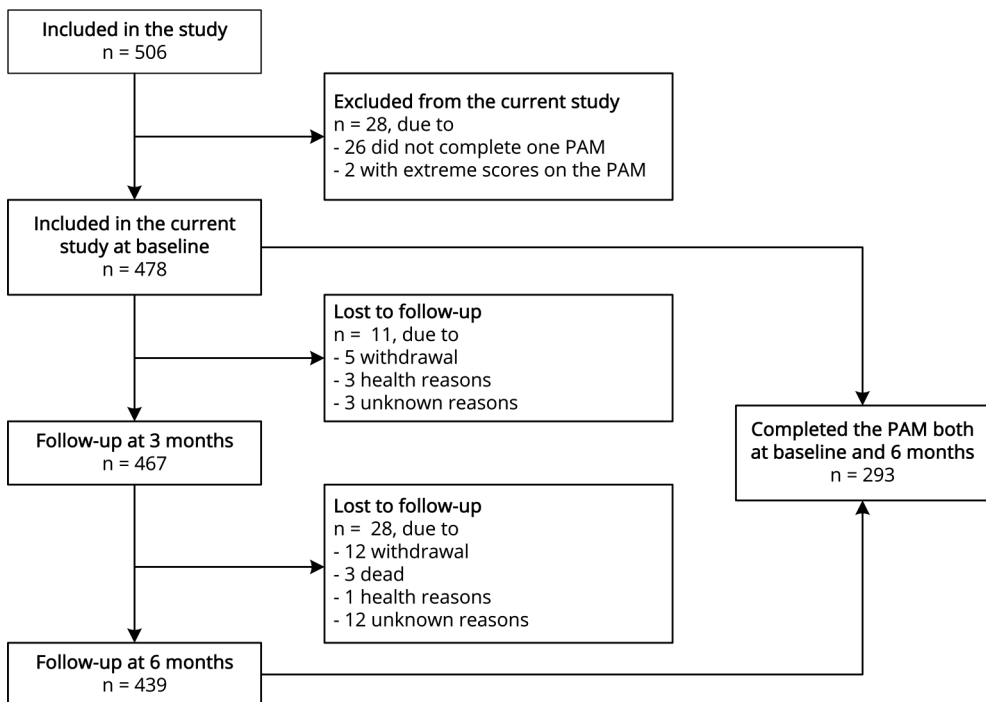 Included in the study
n = 506
Excluded from the current study
n = 28, due to
- 26 did not complete one PAM
- 2 with extreme scores on the PAM
Included in the current
study at baseline
n = 478
Lost to follow-up
n =  11, due to
- 5 withdrawal
- 3 health reasons
- 3 unknown reasons
Follow-up at 3 months
n = 467
Completed the PAM both
at baseline and 6 months
n = 293
Lost to follow-up
n =  28, due to
- 12 withdrawal
- 3 dead
- 1 health reasons
- 12 unknown reasons
Follow-up at 6 months
n = 439